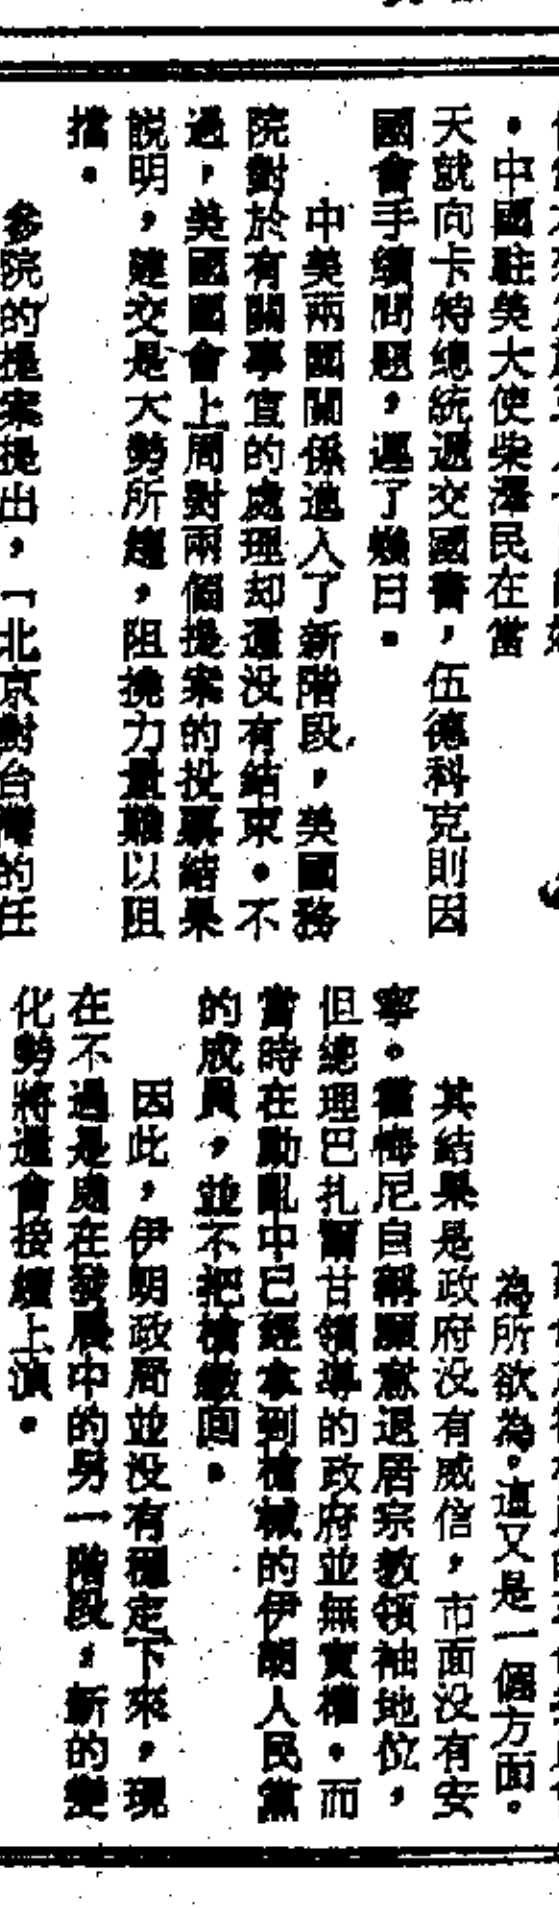 。中國駐美大使柴澤民在當
天就向卡特總統遞交國書，伍德科克則因
國會手續問題，遲了幾日。
中美兩國關係進入了新階段，美國務
院對於有關事宜的處理却還没有結束。不
過，美國國會上周對兩個提案的投票結果
説明，建交是大勢所趨，阻撓力量難以阻
擋。
參院的提案提出，「北京對台灣的任
為所欲為。這又是一個方面。
其結果是政府没有威信，市面没有安
寧。霍梅尼自稱願意退居宗教領袖地位，
但總理巴扎爾甘領導的政府並無實權。而
當時在動亂中已經拿到槍械的伊朗人民黨
的成員，並不把槍繳回。
因此，伊朗政局並没有穩定下來，現
在不過是處在發展中的另一階段，新的變
化勢將還會接續上演。